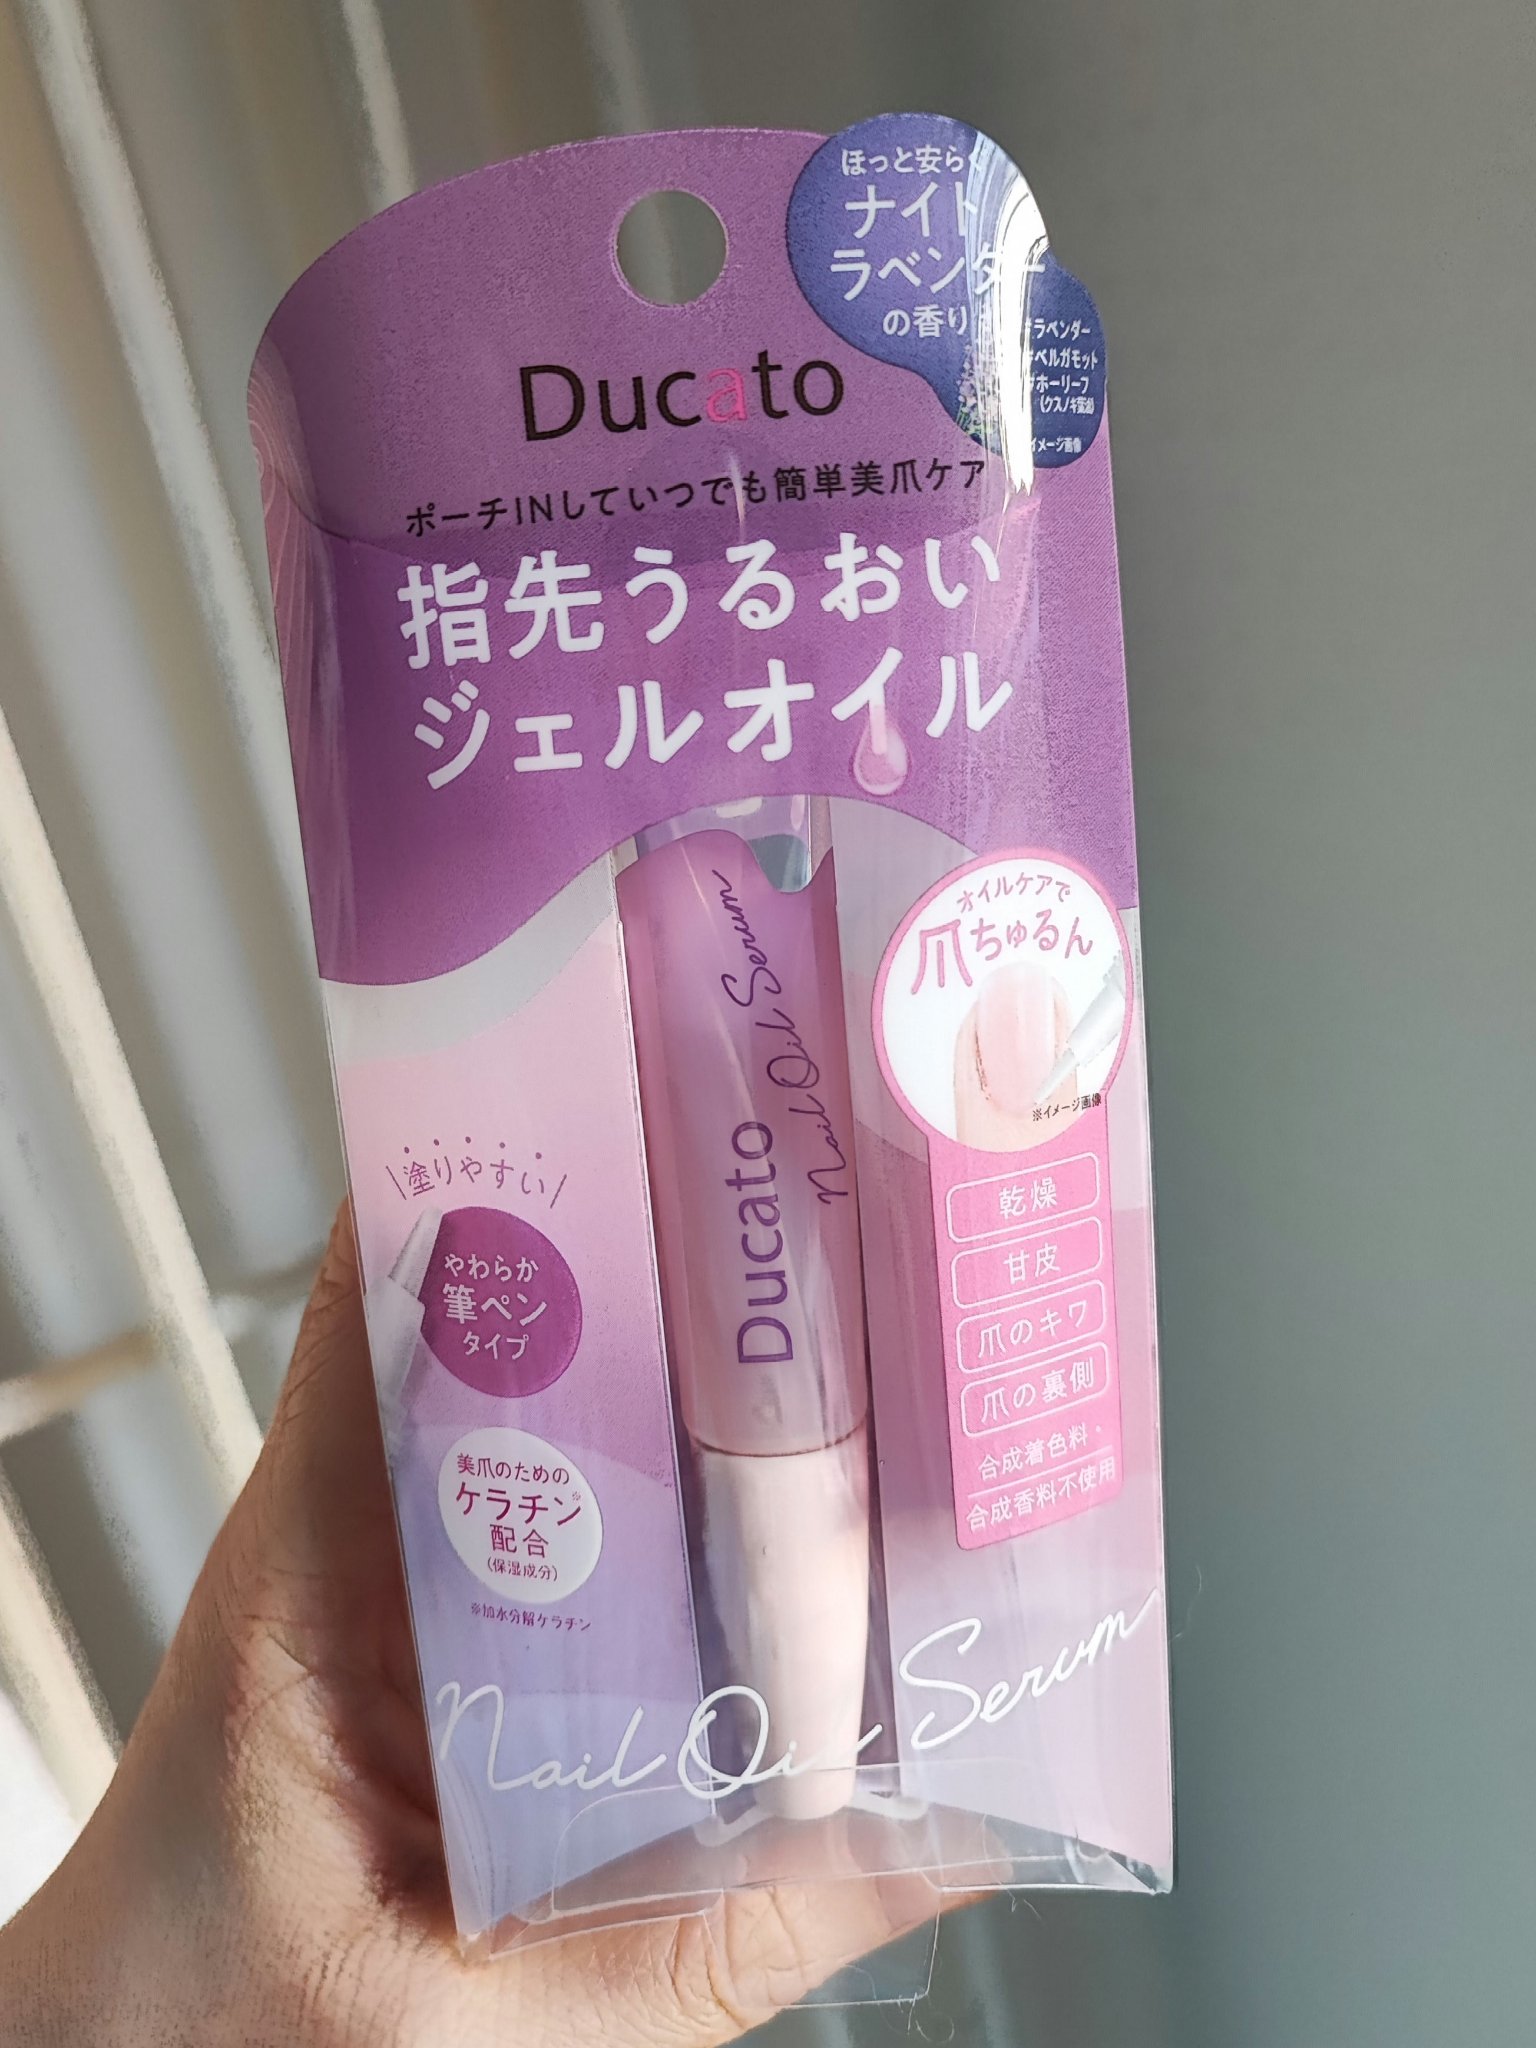 ほっと安らぐ
ナイト
ラベンダー
の香り
ラベンダー
ベルガモット
ホーリーフ
(クスノキ葉油)
イメージ画像
Ducato
ポーチINしていつでも簡単美爪ケア
指先うるおい
ジェルオイル
オイルケアで
爪ちゅるん
※イメージ画像
Ducato
Nail Oil Serum
\塗りやすい/
やわらか
筆ペン
タイプ
乾燥
甘皮
爪のキワ
爪の裏側
合成着色料・
合成香料不使用
美爪のための
ケラチン※
配合
(保湿成分)
※加水分解ケラチン
Nail Oil Serum